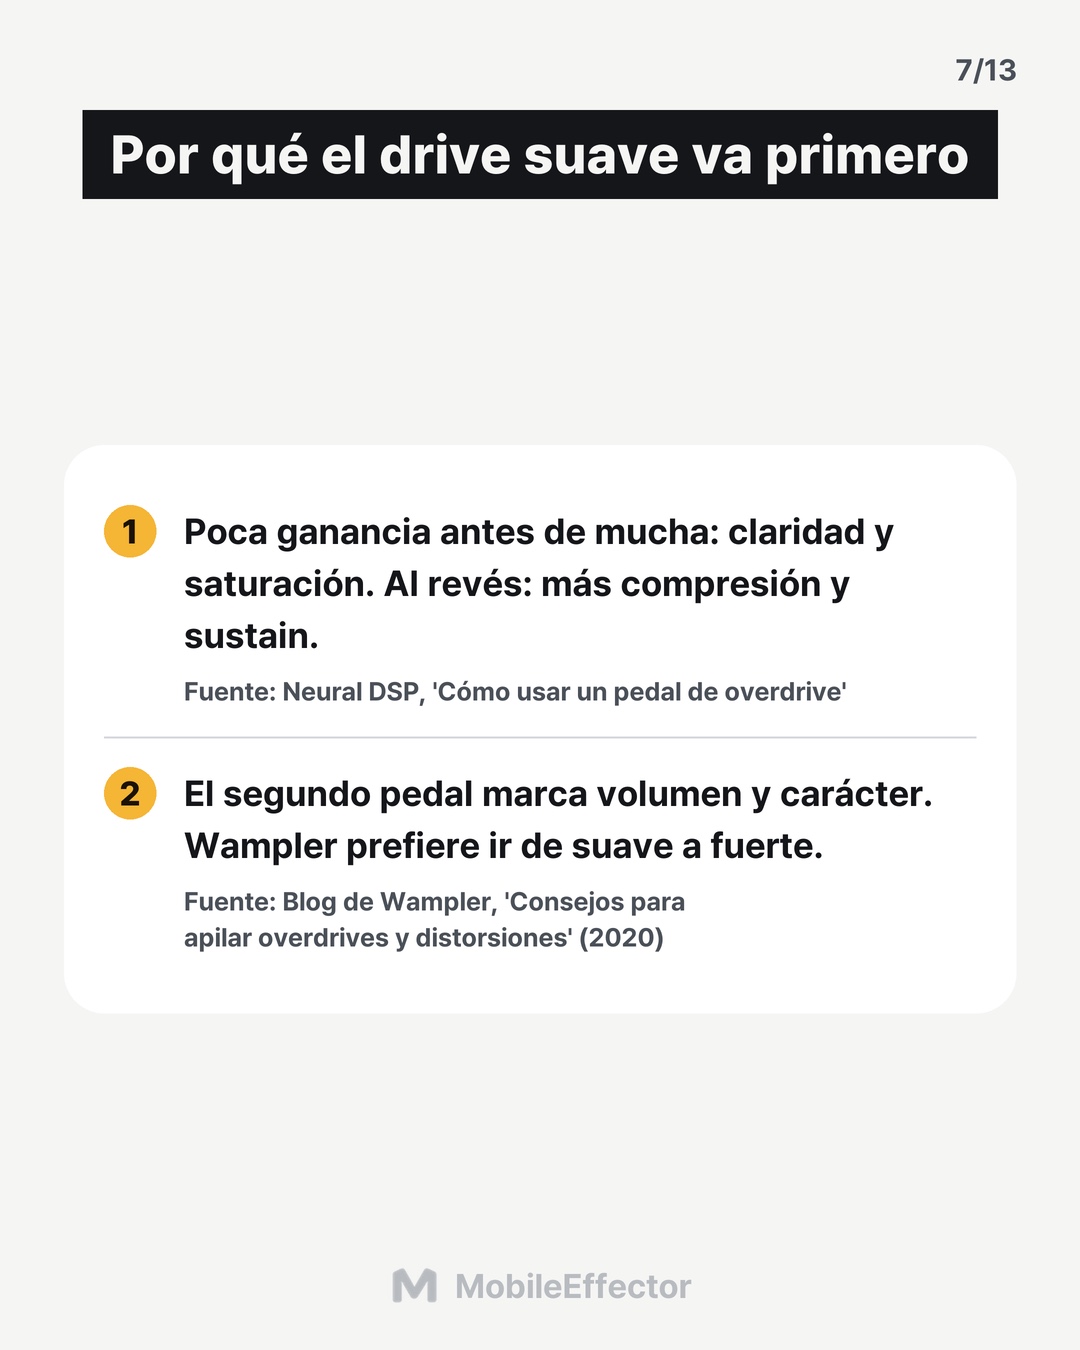 7/13
Por qué el drive suave va primero
1
Poca ganancia antes de mucha: claridad y
saturación. Al revés: más compresión y
sustain.
Fuente: Neural DSP, 'Cómo usar un pedal de overdrive'
2
El segundo pedal marca volumen y carácter.
Wampler prefiere ir de suave a fuerte.
Fuente: Blog de Wampler, 'Consejos para
apilar overdrives y distorsiones' (2020)
MobileEffector